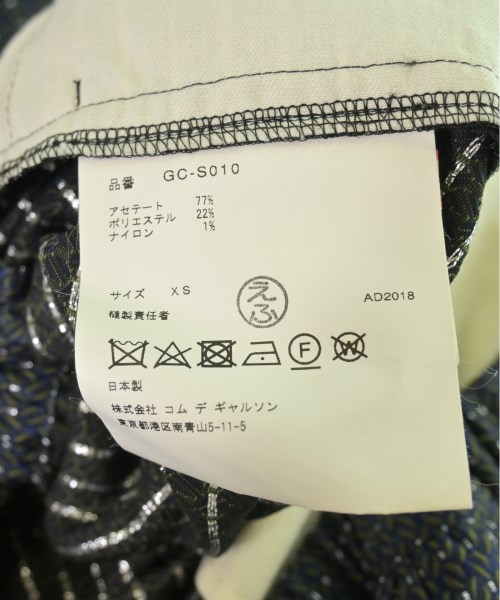 品番 GC-S010
アセテート 77%
ポリエステル 22%
ナイロン 1%
サイズ XS えふ AD2018
縫製責任者
F W
日本製
株式会社 コム デ ギャルソン
東京都港区南青山5-11-5